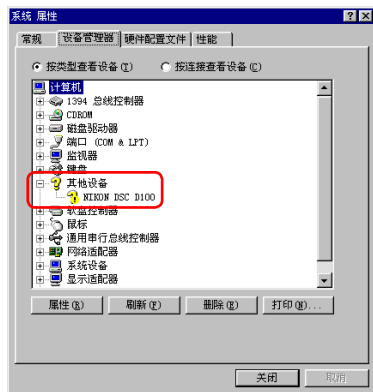 系统 属性
常规 设备管理器 硬件配置文件 性能
按类型查看设备(T) 按连接查看设备(C)
计算机
1394 总线控制器
CDROM
磁盘驱动器
端口 (COM & LPT)
监视器
键盘
其他设备
NIKON DSC D100
软盘控制器
鼠标
通用串行总线控制器
网络适配器
系统设备
显示适配器
属性(R) 刷新(F) 删除(E) 打印(N)...
关闭 取消